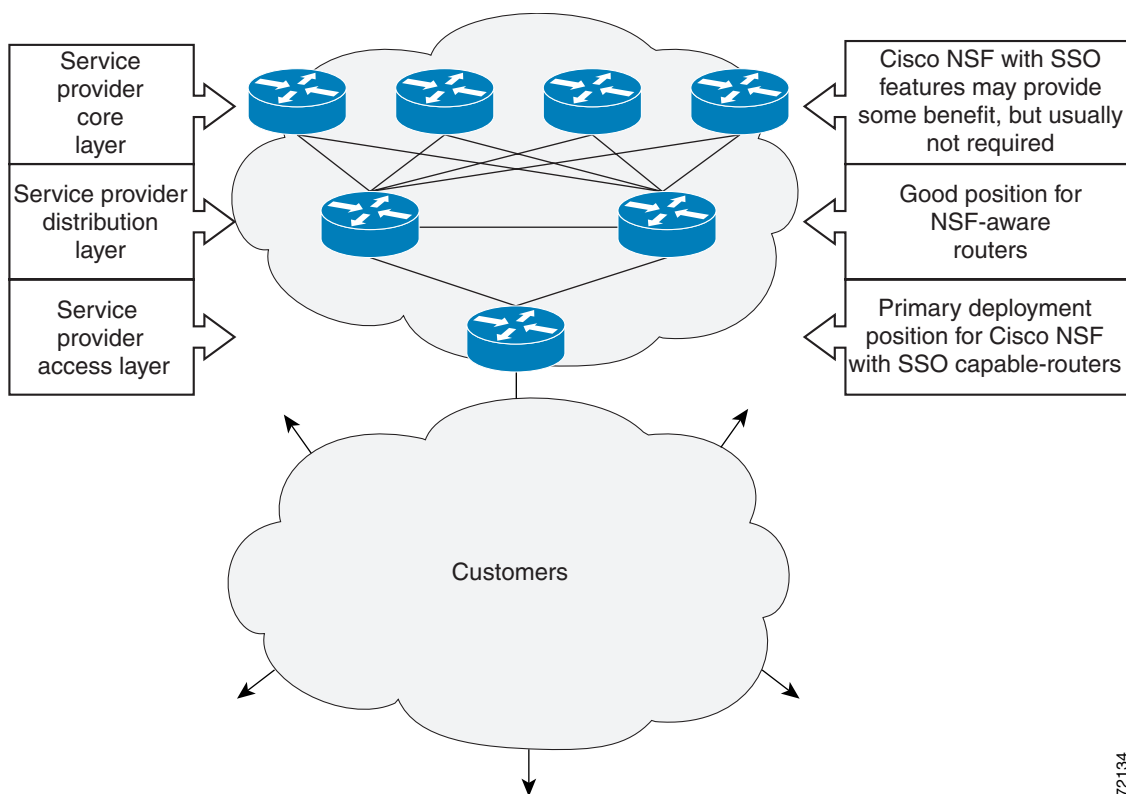 Service
provider
core
layer
Cisco NSF with SSO
features may provide
some benefit, but usually
not required
Service provider
distribution
layer
Good position for
NSF-aware
routers
Service
provider
access layer
Primary deployment
position for Cisco NSF
with SSO capable-routers
Customers
72134